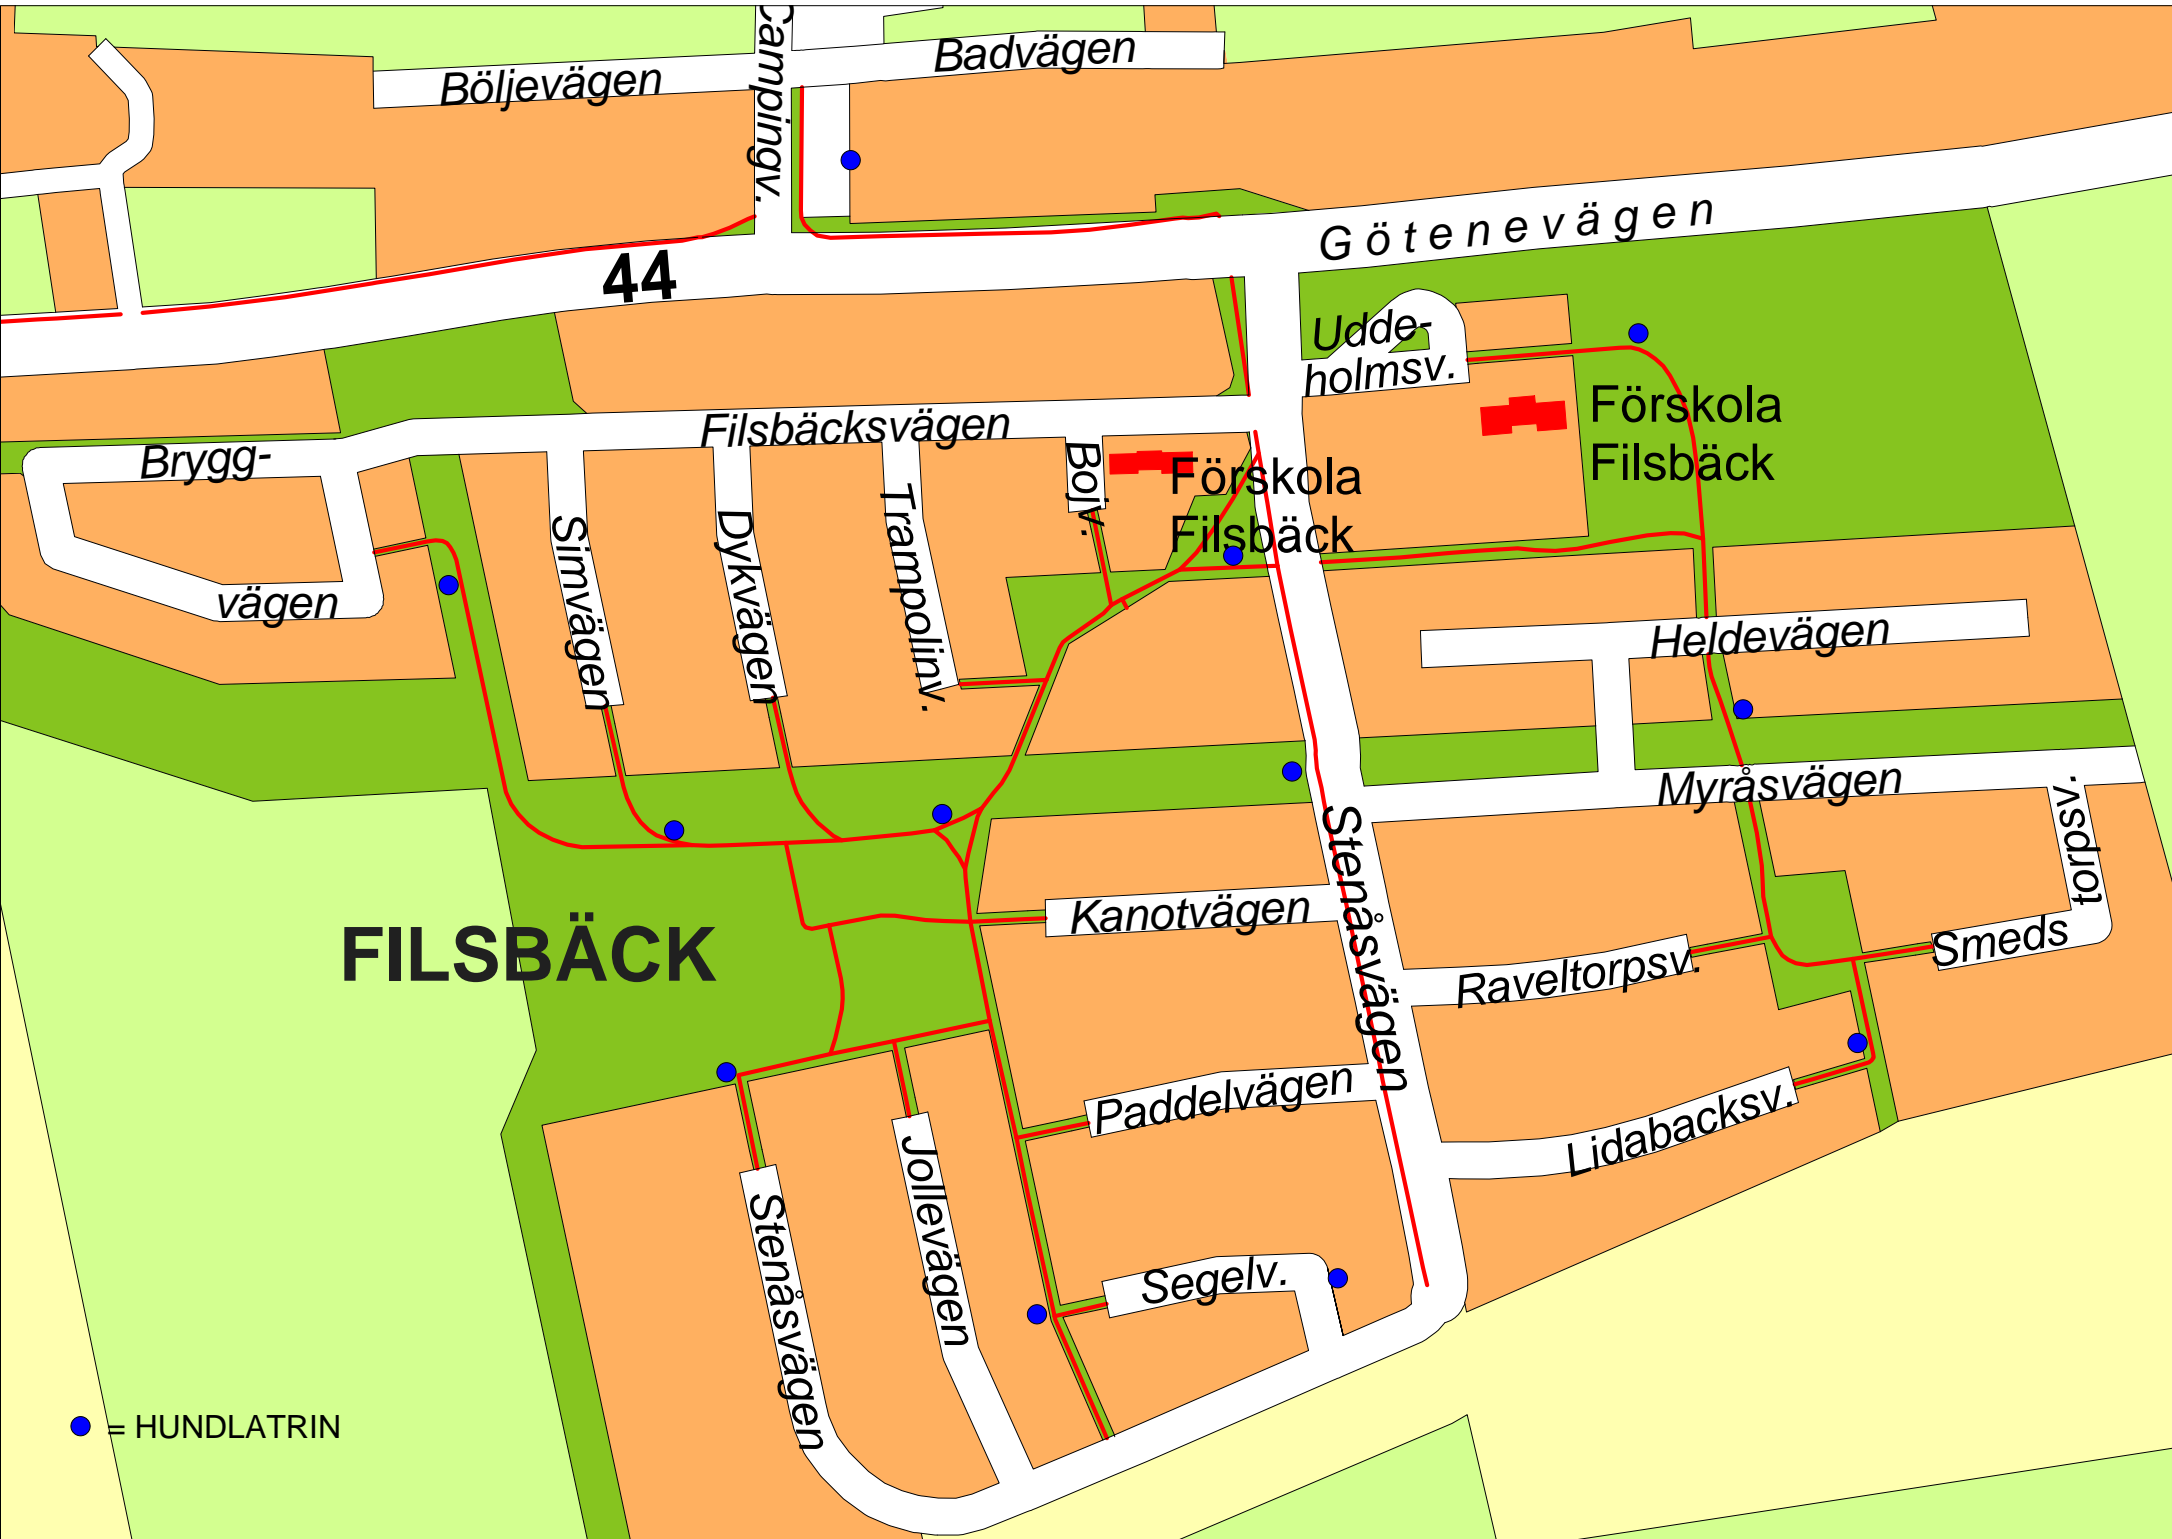 Campingv.
Badvägen
Böljevägen
Götenevägen
44
Udde-
holmsv.
Förskola
Filsbäck
Filsbäcksvägen
Brygg-
vägen
Bojv.
Förskola
Filsbäck
Simvägen
Dykvägen
Trampolinv.
Heldevägen
Myråsvägen
Stenåsvägen
Kanotvägen
torpsv.
Smeds
Raveltorpsv.
FILSBÄCK
Paddelvägen
Lidabacksv.
Jollevägen
Stenåsvägen
Segelv.
= HUNDLATRIN